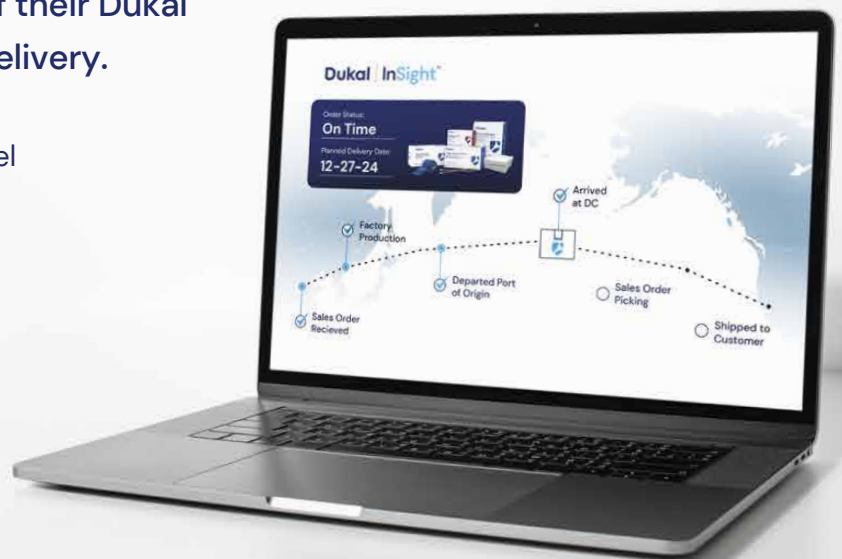 f their Dukal
elivery.
el
Dukal InSight™
Order Status:
On Time
Planned Delivery Date:
12-27-24
Arrived
at DC
Factory
Production
Departed Port
of Origin
Sales Order
Picking
Sales Order
Recieved
Shipped to
Customer